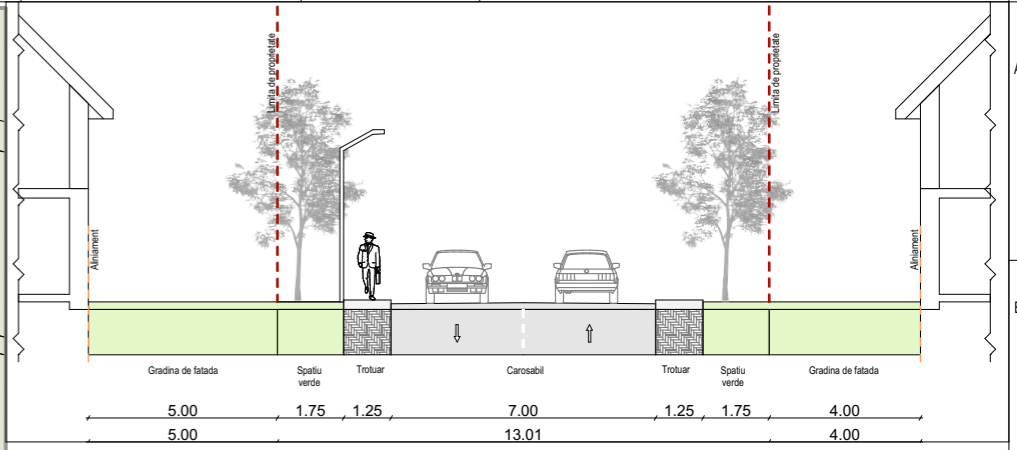 Limita de proprietate
Limita de proprietate
A
Aliniament
Aliniament
E
Gradina de fatada
Spatiu
verde
Trotuar
Carosabil
Trotuar
Spatiu
verde
Gradina de fatada
5.00 1.75 1.25 7.00 1.25 1.75 4.00
5.00 13.01 4.00